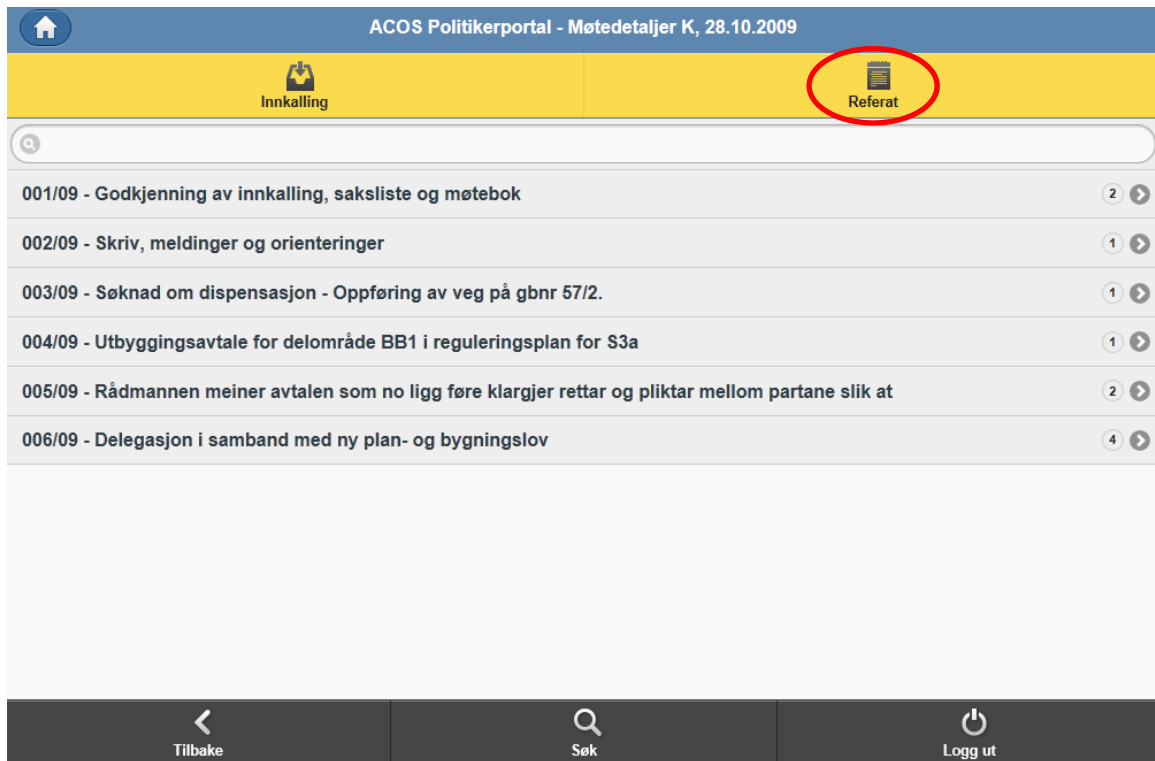 ACOS Politikerportal - Møtedetaljer K, 28.10.2009
Innkalling
Referat
001/09 - Godkjenning av innkalling, saksliste og møtebok 2
002/09 - Skriv, meldinger og orienteringer 1
003/09 - Søknad om dispensasjon - Oppføring av veg på gbnr 57/2. 1
004/09 - Utbyggingsavtale for delområde BB1 i reguleringsplan for S3a 1
005/09 - Rådmannen meiner avtalen som no ligg føre klargjer rettar og pliktar mellom partane slik at 2
006/09 - Delegasjon i samband med ny plan- og bygningslov 4
Tilbake
Søk
Logg ut